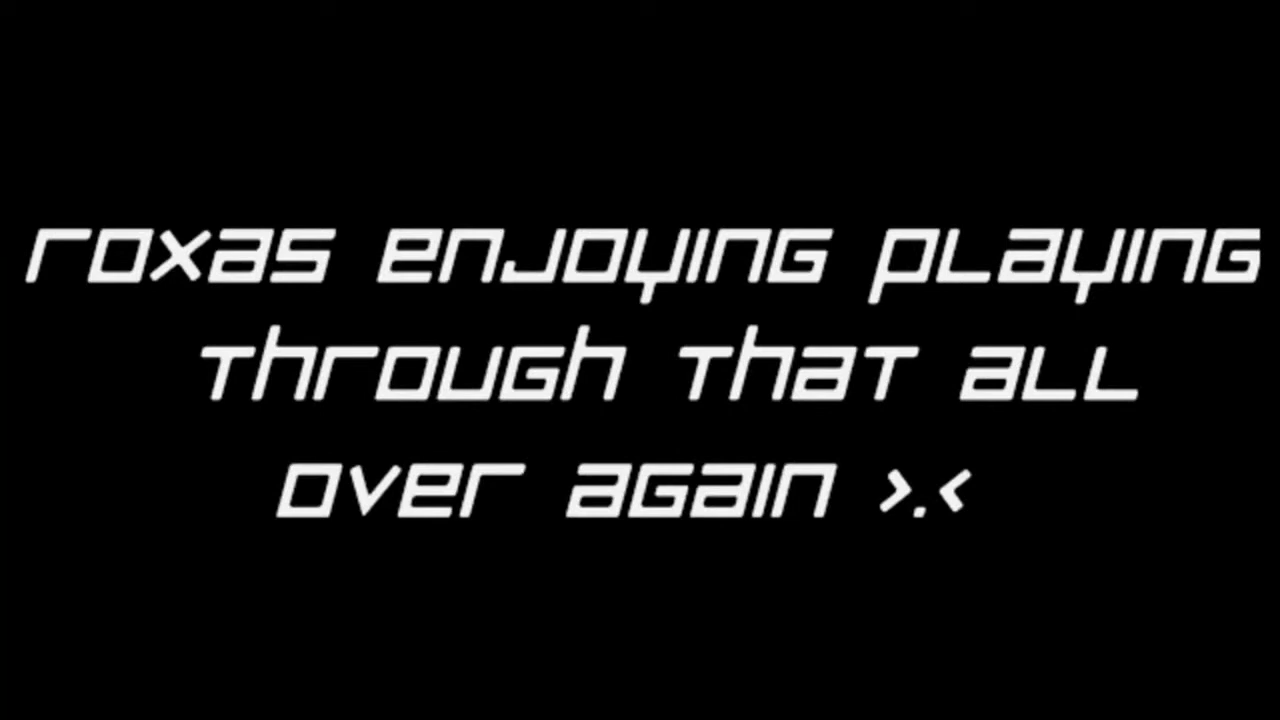 roxas enjoying playing
through that all
over again >.<